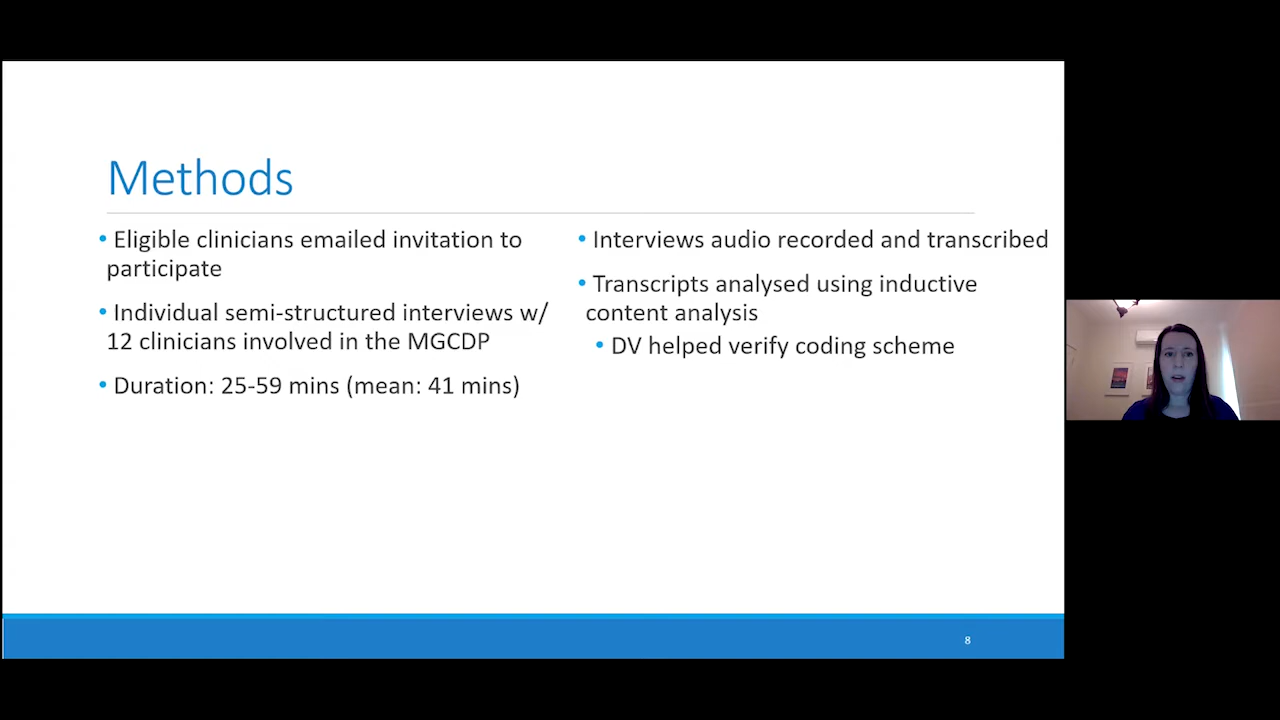 Methods
• Eligible clinicians emailed invitation to
participate
• Individual semi-structured interviews w/
12 clinicians involved in the MGCDP
• Duration: 25-59 mins (mean: 41 mins)
• Interviews audio recorded and transcribed
• Transcripts analysed using inductive
content analysis
• DV helped verify coding scheme
8